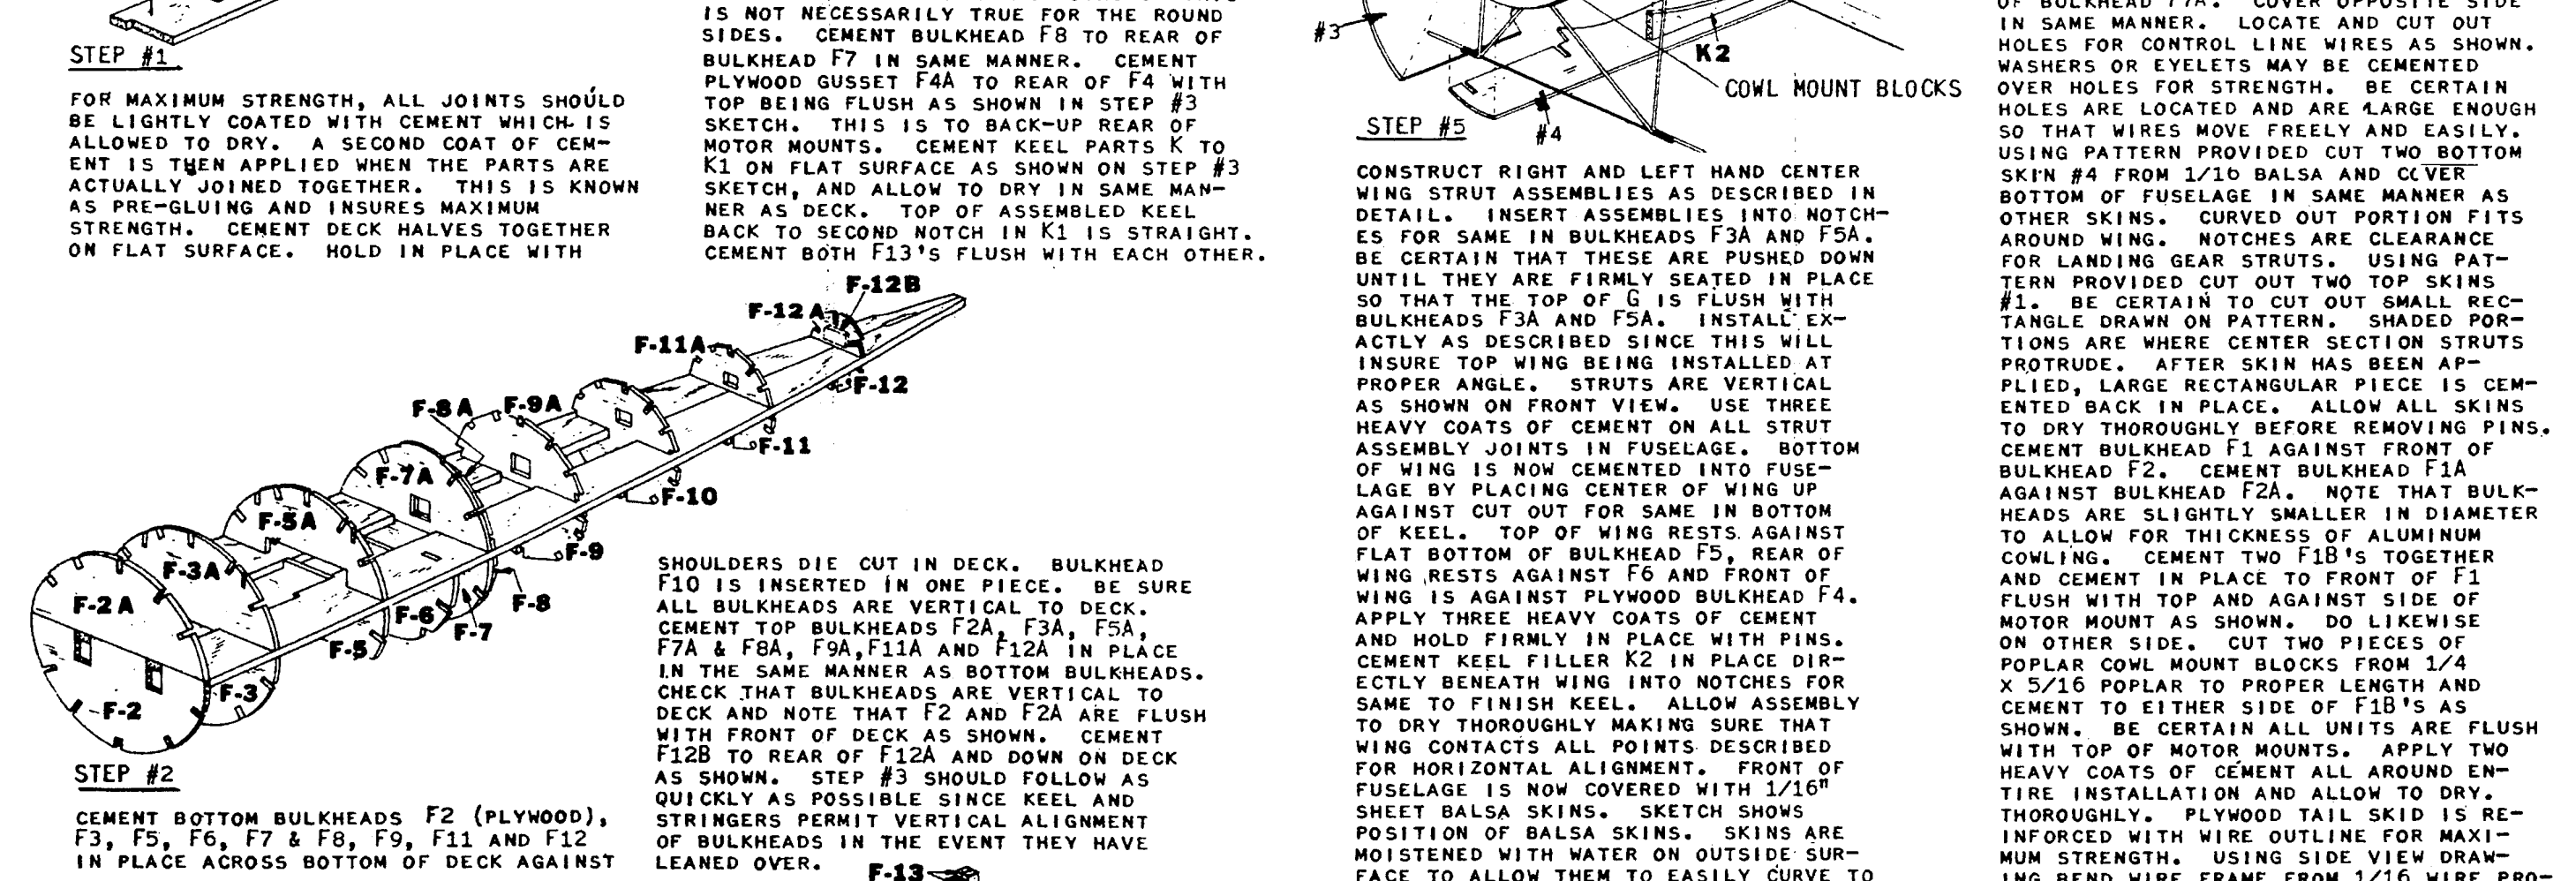 STEP #1
FOR MAXIMUM STRENGTH, ALL JOINTS SHOULD
BE LIGHTLY COATED WITH CEMENT WHICH IS
ALLOWED TO DRY. A SECOND COAT OF CEM-
ENT IS THEN APPLIED WHEN THE PARTS ARE
ACTUALLY JOINED TOGETHER. THIS IS KNOWN
AS PRE-GLUING AND INSURES MAXIMUM
STRENGTH. CEMENT DECK HALVES TOGETHER
ON FLAT SURFACE. HOLD IN PLACE WITH
F-12B
F-12 A
F-11A
F-12
F-8A
F-9A
F-11
F-7A
F-10
F-5A
F-9
F-3A
F-8
F-2A
F-6
F-7
F-5
F-3
F-2
STEP #2
CEMENT BOTTOM BULKHEADS F2 (PLYWOOD),
F3, F5, F6, F7 & F8, F9, F11 AND F12
IN PLACE ACROSS BOTTOM OF DECK AGAINST
IS NOT NECESSARILY TRUE FOR THE ROUND
SIDES. CEMENT BULKHEAD F8 TO REAR OF
BULKHEAD F7 IN SAME MANNER. CEMENT
PLYWOOD GUSSET F4A TO REAR OF F4 WITH
TOP BEING FLUSH AS SHOWN IN STEP #3
SKETCH. THIS IS TO BACK-UP REAR OF
MOTOR MOUNTS. CEMENT KEEL PARTS K TO
K1 ON FLAT SURFACE AS SHOWN ON STEP #3
SKETCH, AND ALLOW TO DRY IN SAME MAN-
NER AS DECK. TOP OF ASSEMBLED KEEL
BACK TO SECOND NOTCH IN K1 IS STRAIGHT.
CEMENT BOTH F13'S FLUSH WITH EACH OTHER.
SHOULDERS DIE CUT IN DECK. BULKHEAD
F10 IS INSERTED IN ONE PIECE. BE SURE
ALL BULKHEADS ARE VERTICAL TO DECK.
CEMENT TOP BULKHEADS F2A, F3A, F5A,
F7A & F8A, F9A, F11A AND F12A IN PLACE
IN THE SAME MANNER AS BOTTOM BULKHEADS.
CHECK THAT BULKHEADS ARE VERTICAL TO
DECK AND NOTE THAT F2 AND F2A ARE FLUSH
WITH FRONT OF DECK AS SHOWN. CEMENT
F12B TO REAR OF F12A AND DOWN ON DECK
AS SHOWN. STEP #3 SHOULD FOLLOW AS
QUICKLY AS POSSIBLE SINCE KEEL AND
STRINGERS PERMIT VERTICAL ALIGNMENT
OF BULKHEADS IN THE EVENT THEY HAVE
LEANED OVER.
F-13
#3
K2
COWL MOUNT BLOCKS
#4
STEP #5
CONSTRUCT RIGHT AND LEFT HAND CENTER
WING STRUT ASSEMBLIES AS DESCRIBED IN
DETAIL. INSERT ASSEMBLIES INTO NOTCH-
ES FOR SAME IN BULKHEADS F3A AND F5A.
BE CERTAIN THAT THESE ARE PUSHED DOWN
UNTIL THEY ARE FIRMLY SEATED IN PLACE
SO THAT THE TOP OF G IS FLUSH WITH
BULKHEADS F3A AND F5A. INSTALL EX-
ACTLY AS DESCRIBED SINCE THIS WILL
INSURE TOP WING BEING INSTALLED AT
PROPER ANGLE. STRUTS ARE VERTICAL
AS SHOWN ON FRONT VIEW. USE THREE
HEAVY COATS OF CEMENT ON ALL STRUT
ASSEMBLY JOINTS IN FUSELAGE. BOTTOM
OF WING IS NOW CEMENTED INTO FUSE-
LAGE BY PLACING CENTER OF WING UP
AGAINST CUT OUT FOR SAME IN BOTTOM
OF KEEL. TOP OF WING RESTS AGAINST
FLAT BOTTOM OF BULKHEAD F5, REAR OF
WING RESTS AGAINST F6 AND FRONT OF
WING IS AGAINST PLYWOOD BULKHEAD F4.
APPLY THREE HEAVY COATS OF CEMENT
AND HOLD FIRMLY IN PLACE WITH PINS.
CEMENT KEEL FILLER K2 IN PLACE DIR-
ECTLY BENEATH WING INTO NOTCHES FOR
SAME TO FINISH KEEL. ALLOW ASSEMBLY
TO DRY THOROUGHLY MAKING SURE THAT
WING CONTACTS ALL POINTS DESCRIBED
FOR HORIZONTAL ALIGNMENT. FRONT OF
FUSELAGE IS NOW COVERED WITH 1/16"
SHEET BALSA SKINS. SKETCH SHOWS
POSITION OF BALSA SKINS. SKINS ARE
MOISTENED WITH WATER ON OUTSIDE SUR-
FACE TO ALLOW THEM TO EASILY CURVE TO
OF BULKHEAD F7A. COVER OPPOSITE SIDE
IN SAME MANNER. LOCATE AND CUT OUT
HOLES FOR CONTROL LINE WIRES AS SHOWN.
WASHERS OR EYELETS MAY BE CEMENTED
OVER HOLES FOR STRENGTH. BE CERTAIN
HOLES ARE LOCATED AND ARE LARGE ENOUGH
SO THAT WIRES MOVE FREELY AND EASILY.
USING PATTERN PROVIDED CUT TWO BOTTOM
SKIN #4 FROM 1/16 BALSA AND COVER
BOTTOM OF FUSELAGE IN SAME MANNER AS
OTHER SKINS. CURVED OUT PORTION FITS
AROUND WING. NOTCHES ARE CLEARANCE
FOR LANDING GEAR STRUTS. USING PAT-
TERN PROVIDED CUT OUT TWO TOP SKINS
#1. BE CERTAIN TO CUT OUT SMALL REC-
TANGLE DRAWN ON PATTERN. SHADED POR-
TIONS ARE WHERE CENTER SECTION STRUTS
PROTRUDE. AFTER SKIN HAS BEEN AP-
PLIED, LARGE RECTANGULAR PIECE IS CEM-
ENTED BACK IN PLACE. ALLOW ALL SKINS
TO DRY THOROUGHLY BEFORE REMOVING PINS.
CEMENT BULKHEAD F1 AGAINST FRONT OF
BULKHEAD F2. CEMENT BULKHEAD F1A
AGAINST BULKHEAD F2A. NOTE THAT BULK-
HEADS ARE SLIGHTLY SMALLER IN DIAMETER
TO ALLOW FOR THICKNESS OF ALUMINUM
COWLING. CEMENT TWO F1B'S TOGETHER
AND CEMENT IN PLACE TO FRONT OF F1
FLUSH WITH TOP AND AGAINST SIDE OF
MOTOR MOUNT AS SHOWN. DO LIKEWISE
ON OTHER SIDE. CUT TWO PIECES OF
POPLAR COWL MOUNT BLOCKS FROM 1/4
X 5/16 POPLAR TO PROPER LENGTH AND
CEMENT TO EITHER SIDE OF F1B'S AS
SHOWN. BE CERTAIN ALL UNITS ARE FLUSH
WITH TOP OF MOTOR MOUNTS. APPLY TWO
HEAVY COATS OF CEMENT ALL AROUND EN-
TIRE INSTALLATION AND ALLOW TO DRY.
THOROUGHLY. PLYWOOD TAIL SKID IS RE-
INFORCED WITH WIRE OUTLINE FOR MAXI-
MUM STRENGTH. USING SIDE VIEW DRAW-
ING BEND WIRE FRAME FROM 1/16 WIRE PRO-